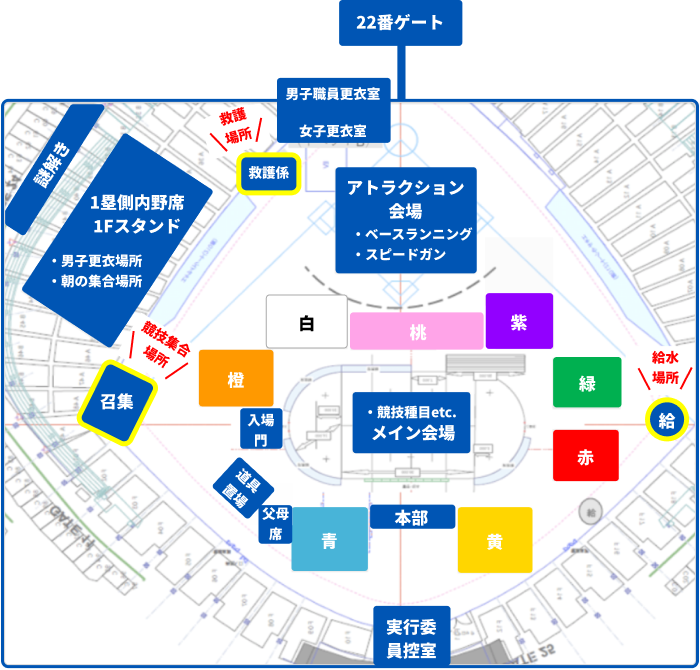 22番ゲート
男子職員更衣室
女子更衣室
救護
場所
救護係
謎解き
1塁側内野席
1Fスタンド
・男子更衣場所
・朝の集合場所
アトラクション
会場
・ベースランニング
・スピードガン
白
桃
紫
競技集合
場所
橙
緑
給水
場所
召集
・競技種目etc.
メイン会場
給
入場
門
赤
道具
置場
父母
席
青
本部
黄
給
実行委
員控室